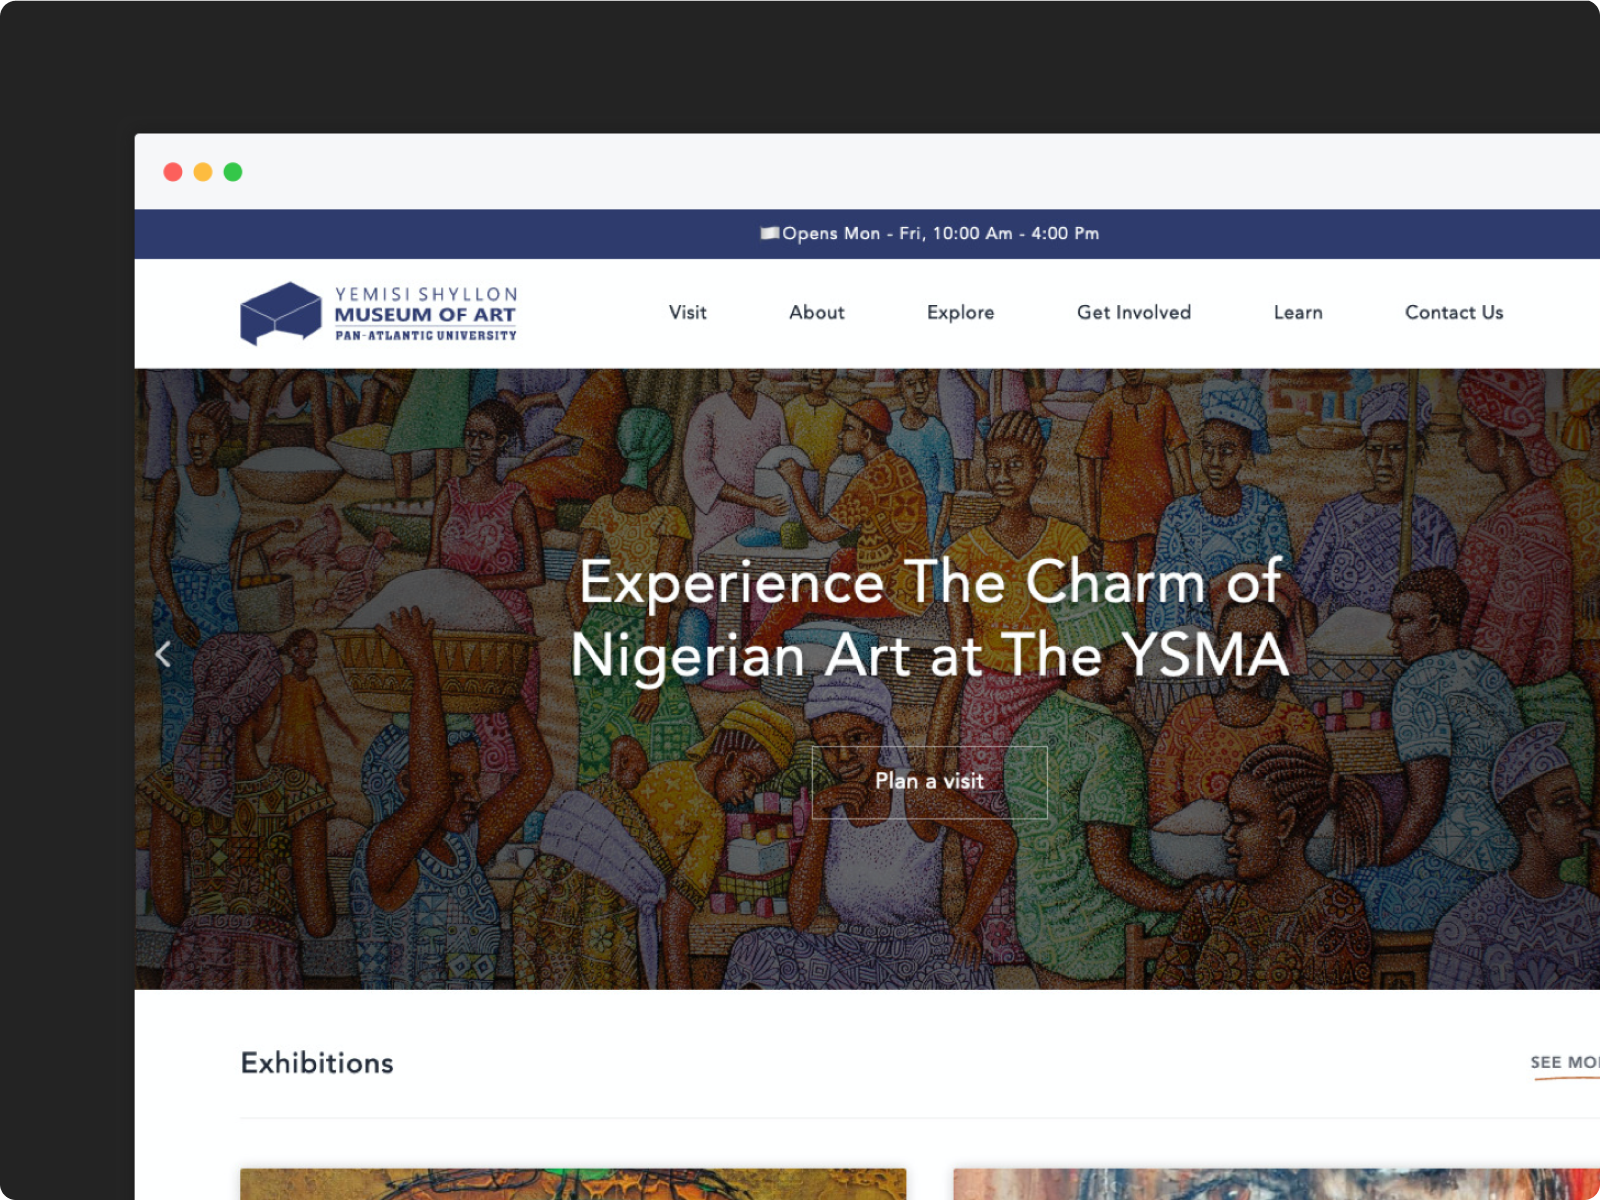 Opens Mon - Fri, 10:00 Am - 4:00 Pm
YEMISI SHYLLON
MUSEUM OF ART
PAN-ATLANTIC UNIVERSITY
Visit
About
Explore
Get Involved
Learn
Contact Us
Experience The Charm of
Nigerian Art at The YSMA
Plan a visit
Exhibitions
SEE